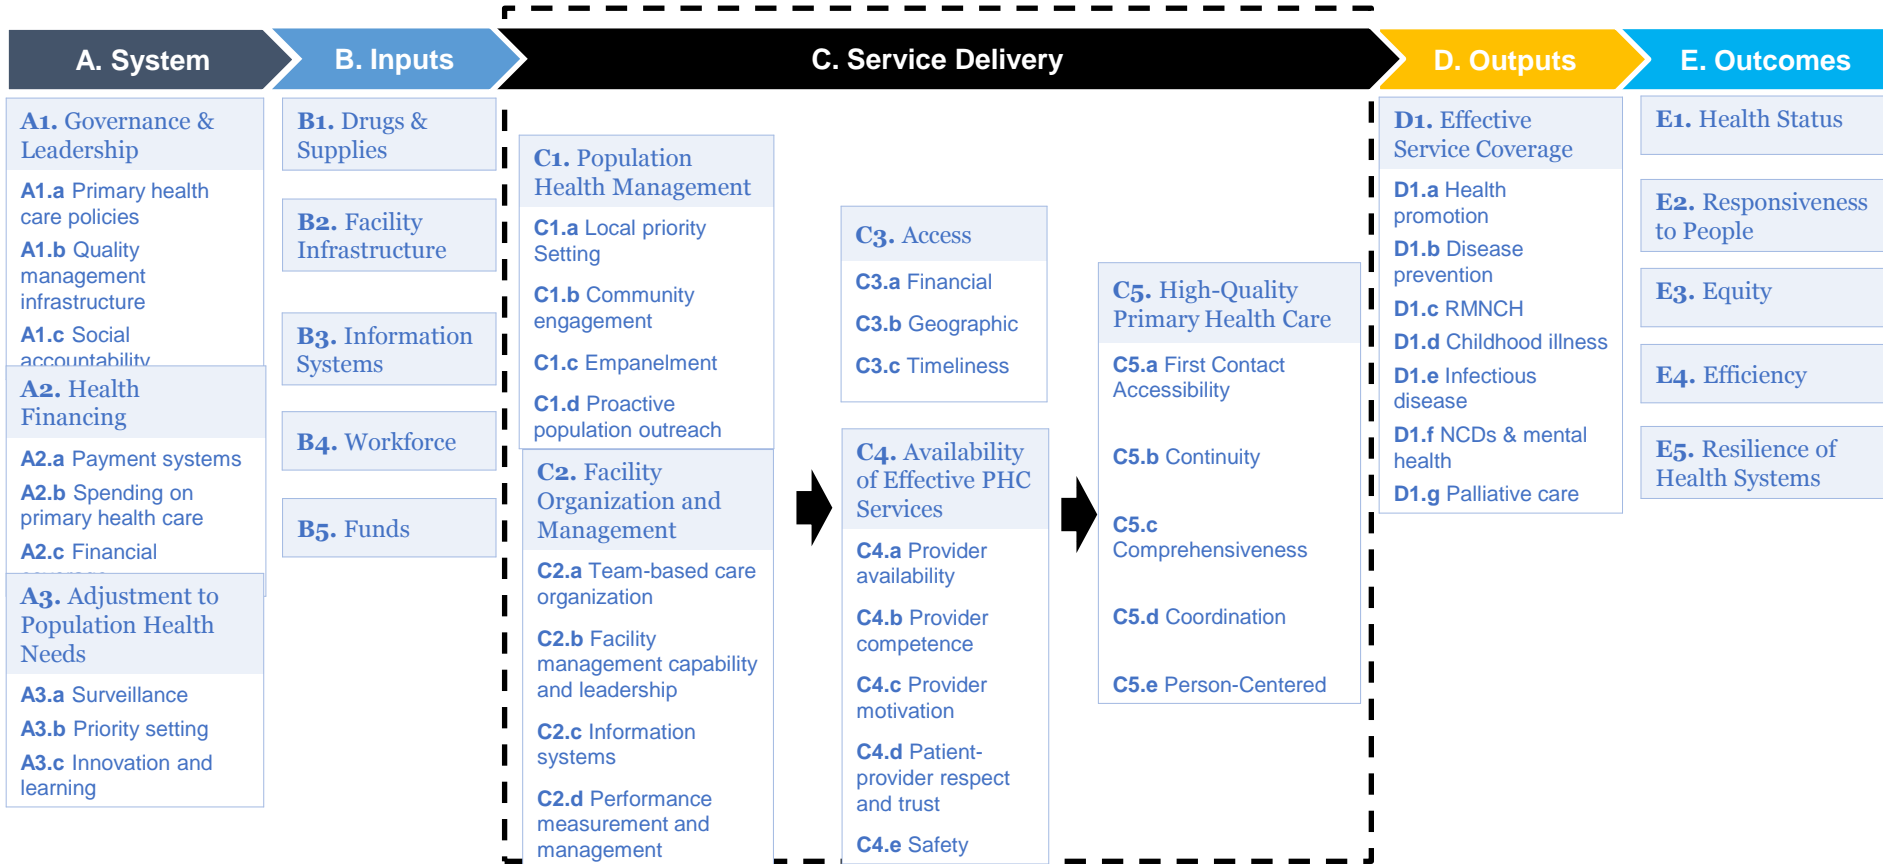 A. System
B. Inputs
C. Service Delivery
D. Outputs
E. Outcomes
A1. Governance &
Leadership
A1.a Primary health
care policies
A1.b Quality
management
infrastructure
A1.c Social
accountability
A2. Health
Financing
A2.a Payment systems
A2.b Spending on
primary health care
A2.c Financial
A3. Adjustment to
Population Health
Needs
A3.a Surveillance
A3.b Priority setting
A3.c Innovation and
learning
B1. Drugs &
Supplies
B2. Facility
Infrastructure
B3. Information
Systems
B4. Workforce
B5. Funds
C1. Population
Health Management
C1.a Local priority
Setting
C1.b Community
engagement
C1.c Empanelment
C1.d Proactive
population outreach
C2. Facility
Organization and
Management
C2.a Team-based care
organization
C2.b Facility
management capability
and leadership
C2.c Information
systems
C2.d Performance
measurement and
management
C3. Access
C3.a Financial
C3.b Geographic
C3.c Timeliness
C4. Availability
of Effective PHC
Services
C4.a Provider
availability
C4.b Provider
competence
C4.c Provider
motivation
C4.d Patient-
provider respect
and trust
C4.e Safety
C5. High-Quality
Primary Health Care
C5.a First Contact
Accessibility
C5.b Continuity
C5.c
Comprehensiveness
C5.d Coordination
C5.e Person-Centered
D1. Effective
Service Coverage
D1.a Health
promotion
D1.b Disease
prevention
D1.c RMNCH
D1.d Childhood illness
D1.e Infectious
disease
D1.f NCDs & mental
health
D1.g Palliative care
E1. Health Status
E2. Responsiveness
to People
E3. Equity
E4. Efficiency
E5. Resilience of
Health Systems